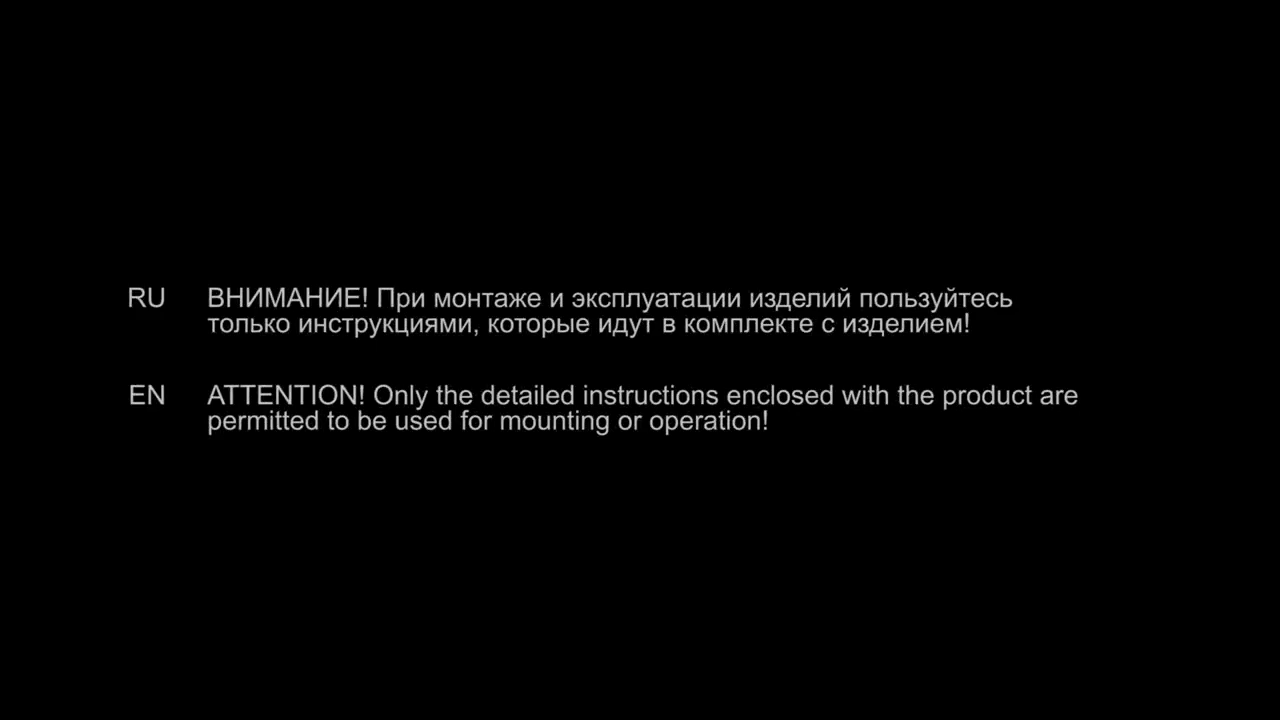 RU ВНИМАНИЕ! При монтаже и эксплуатации изделий пользуйтесь
только инструкциями, которые идут в комплекте с изделием!
EN ATTENTION! Only the detailed instructions enclosed with the product are
permitted to be used for mounting or operation!